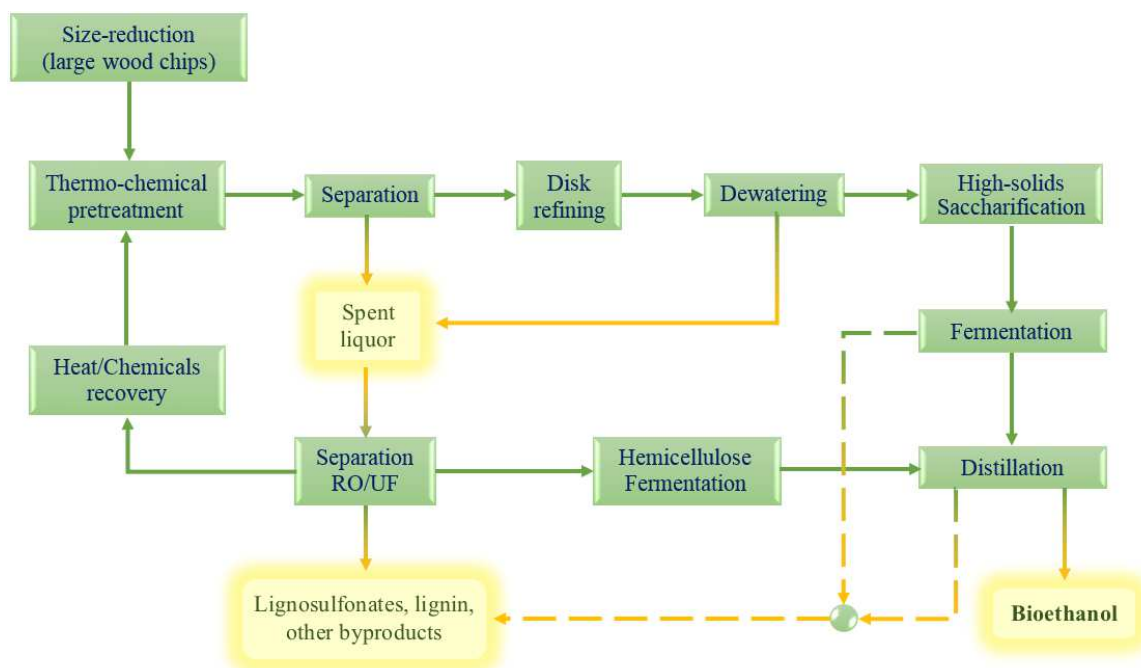 Size-reduction
(large wood chips)
Thermo-chemical
pretreatment
Separation
Disk
refining
Dewatering
High-solids
Saccharification
Spent
liquor
Fermentation
Heat/Chemicals
recovery
Separation
RO/UF
Hemicellulose
Fermentation
Distillation
Lignosulfonates, lignin,
other byproducts
Bioethanol